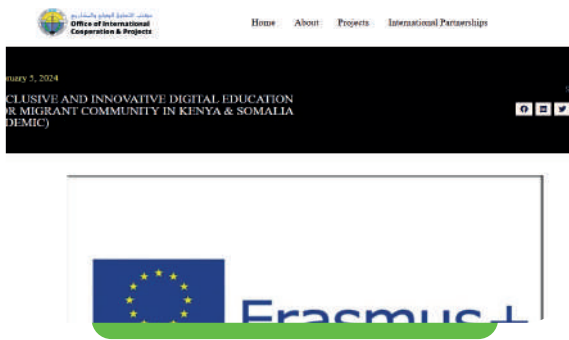 Office of International
Cooperation & Projects
Home About Projects International Partnerships
ruary 5, 2024
CLUSIVE AND INNOVATIVE DIGITAL EDUCATION
R MIGRANT COMMUNITY IN KENYA & SOMALIA
DEMIC)
Erasmus+